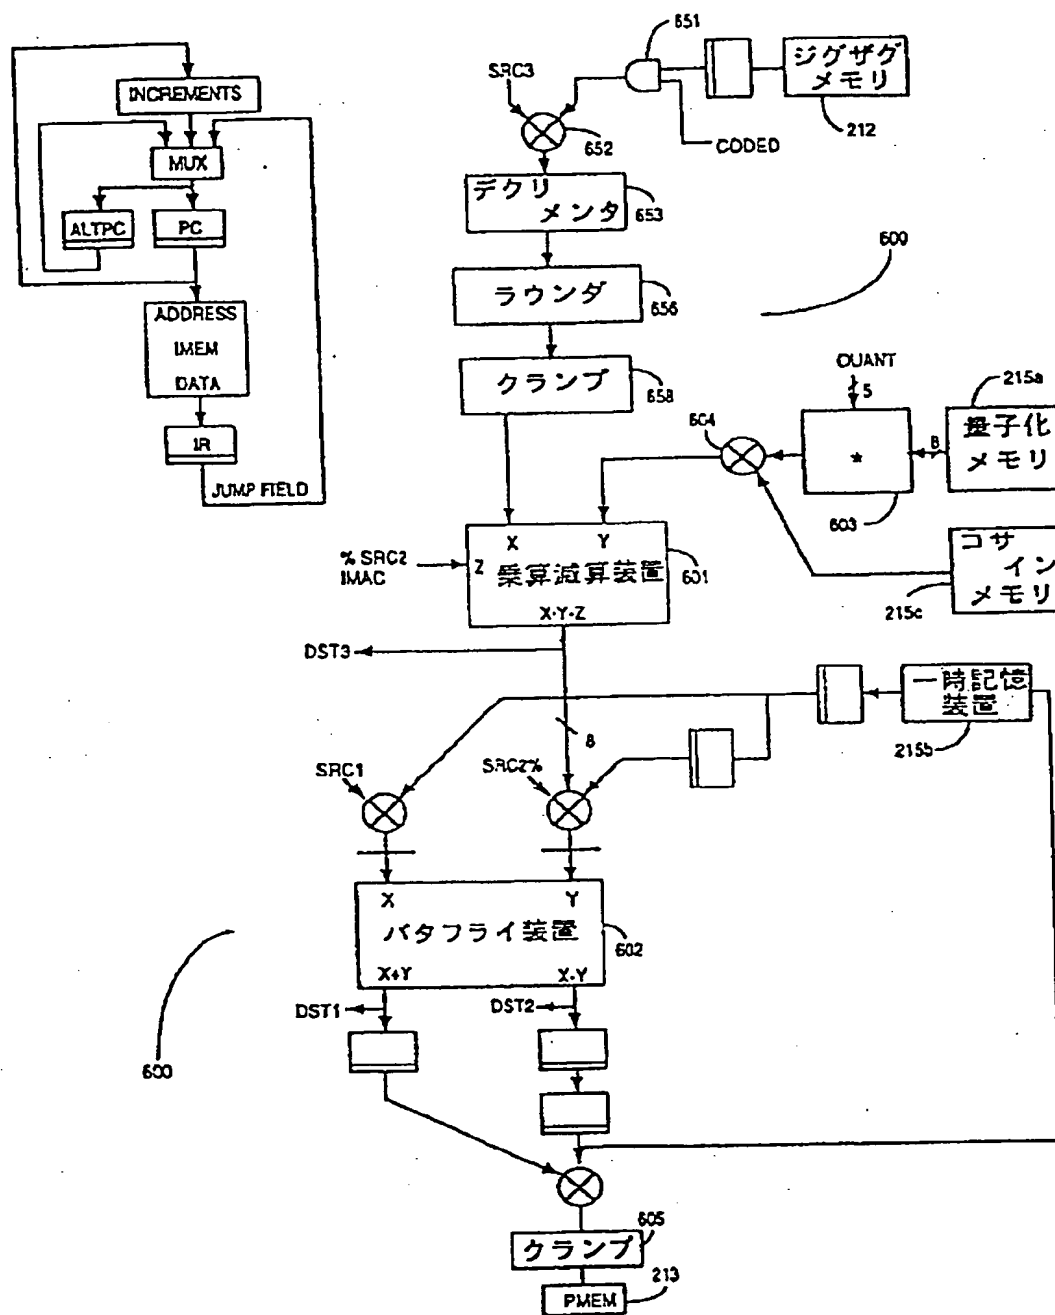 INCREMENTS
MUX
ALTPC
PC
ADDRESS
IMEM
DATA
IR
JUMP FIELD
651
SRC3
ジグザグ
メモリ
212
652
CODED
デクリ
メンタ
653
600
ラウンダ
656
クランプ
658
QUANT
5
215a
604
*
8
量子化
メモリ
603
コサ
イン
メモリ
215c
% SRC2
IMAC
X
Y
Z
乗算減算装置
601
X·Y-Z
DST3
一時記憶
装置
215b
8
SRC1
SRC2%
X
Y
バタフライ装置
602
X+Y
X-Y
DST1
DST2
600
605
クランプ
213
PMEM